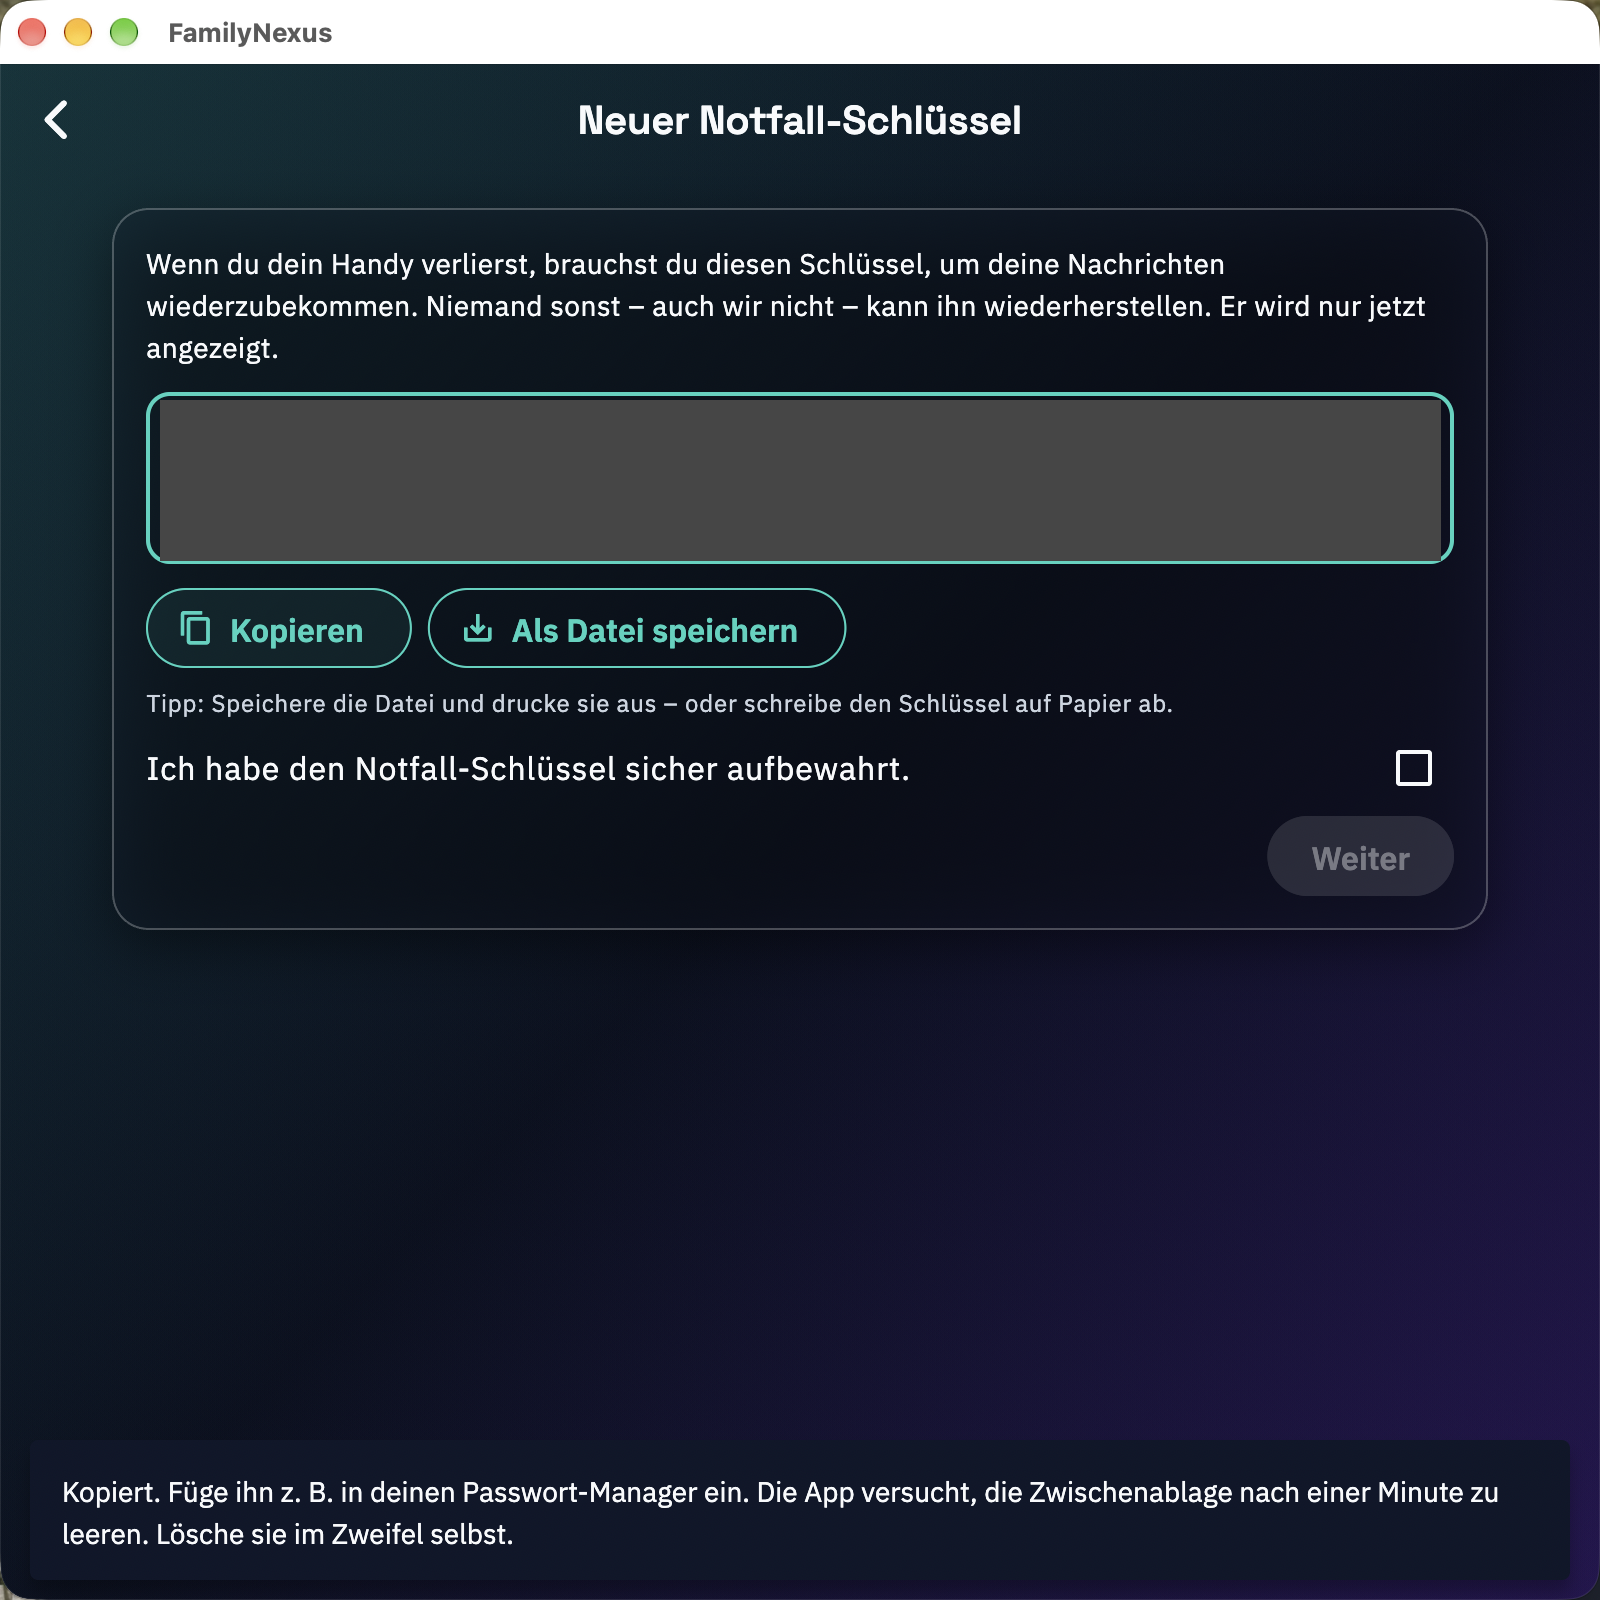 FamilyNexus
Neuer Notfall-Schlüssel
Wenn du dein Handy verlierst, brauchst du diesen Schlüssel, um deine Nachrichten
wiederzubekommen. Niemand sonst – auch wir nicht – kann ihn wiederherstellen. Er wird nur jetzt
angezeigt.
Kopieren
Als Datei speichern
Tipp: Speichere die Datei und drucke sie aus – oder schreibe den Schlüssel auf Papier ab.
Ich habe den Notfall-Schlüssel sicher aufbewahrt.
Weiter
Kopiert. Füge ihn z. B. in deinen Passwort-Manager ein. Die App versucht, die Zwischenablage nach einer Minute zu
leeren. Lösche sie im Zweifel selbst.